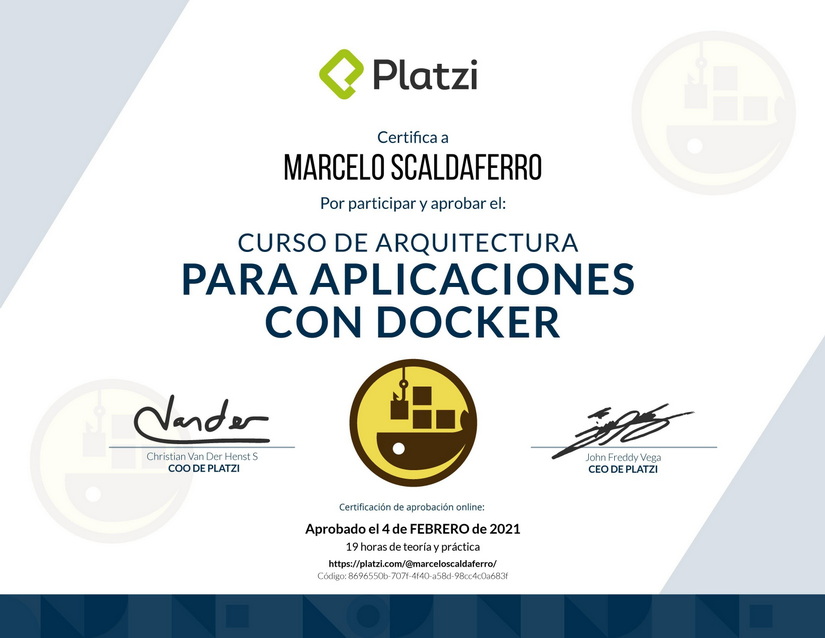 Platzi
Certifica a
MARCELO SCALDAFERRO
Por participar y aprobar el:
CURSO DE ARQUITECTURA
PARA APLICACIONES
CON DOCKER
Vander
Christian Van Der Henst S
COO DE PLATZI
John Freddy Vega
CEO DE PLATZI
Certificación de aprobación online:
Aprobado el 4 de FEBRERO de 2021
19 horas de teoría y práctica
https://platzi.com/@marceloscaldaferro/
Código: 8696550b-707f-4f40-a58d-98cc4c0a683f